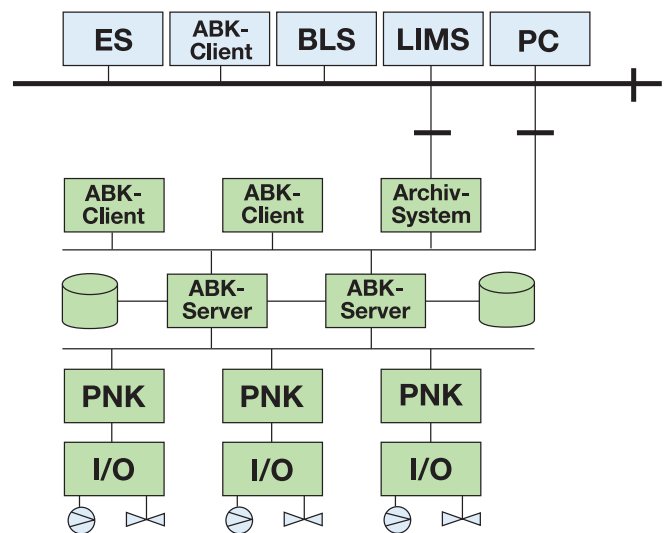 ES
ABK-
Client
BLS
LIMS
PC
ABK-
Client
ABK-
Client
Archiv-
System
ABK-
Server
ABK-
Server
PNK
PNK
PNK
I/O
I/O
I/O